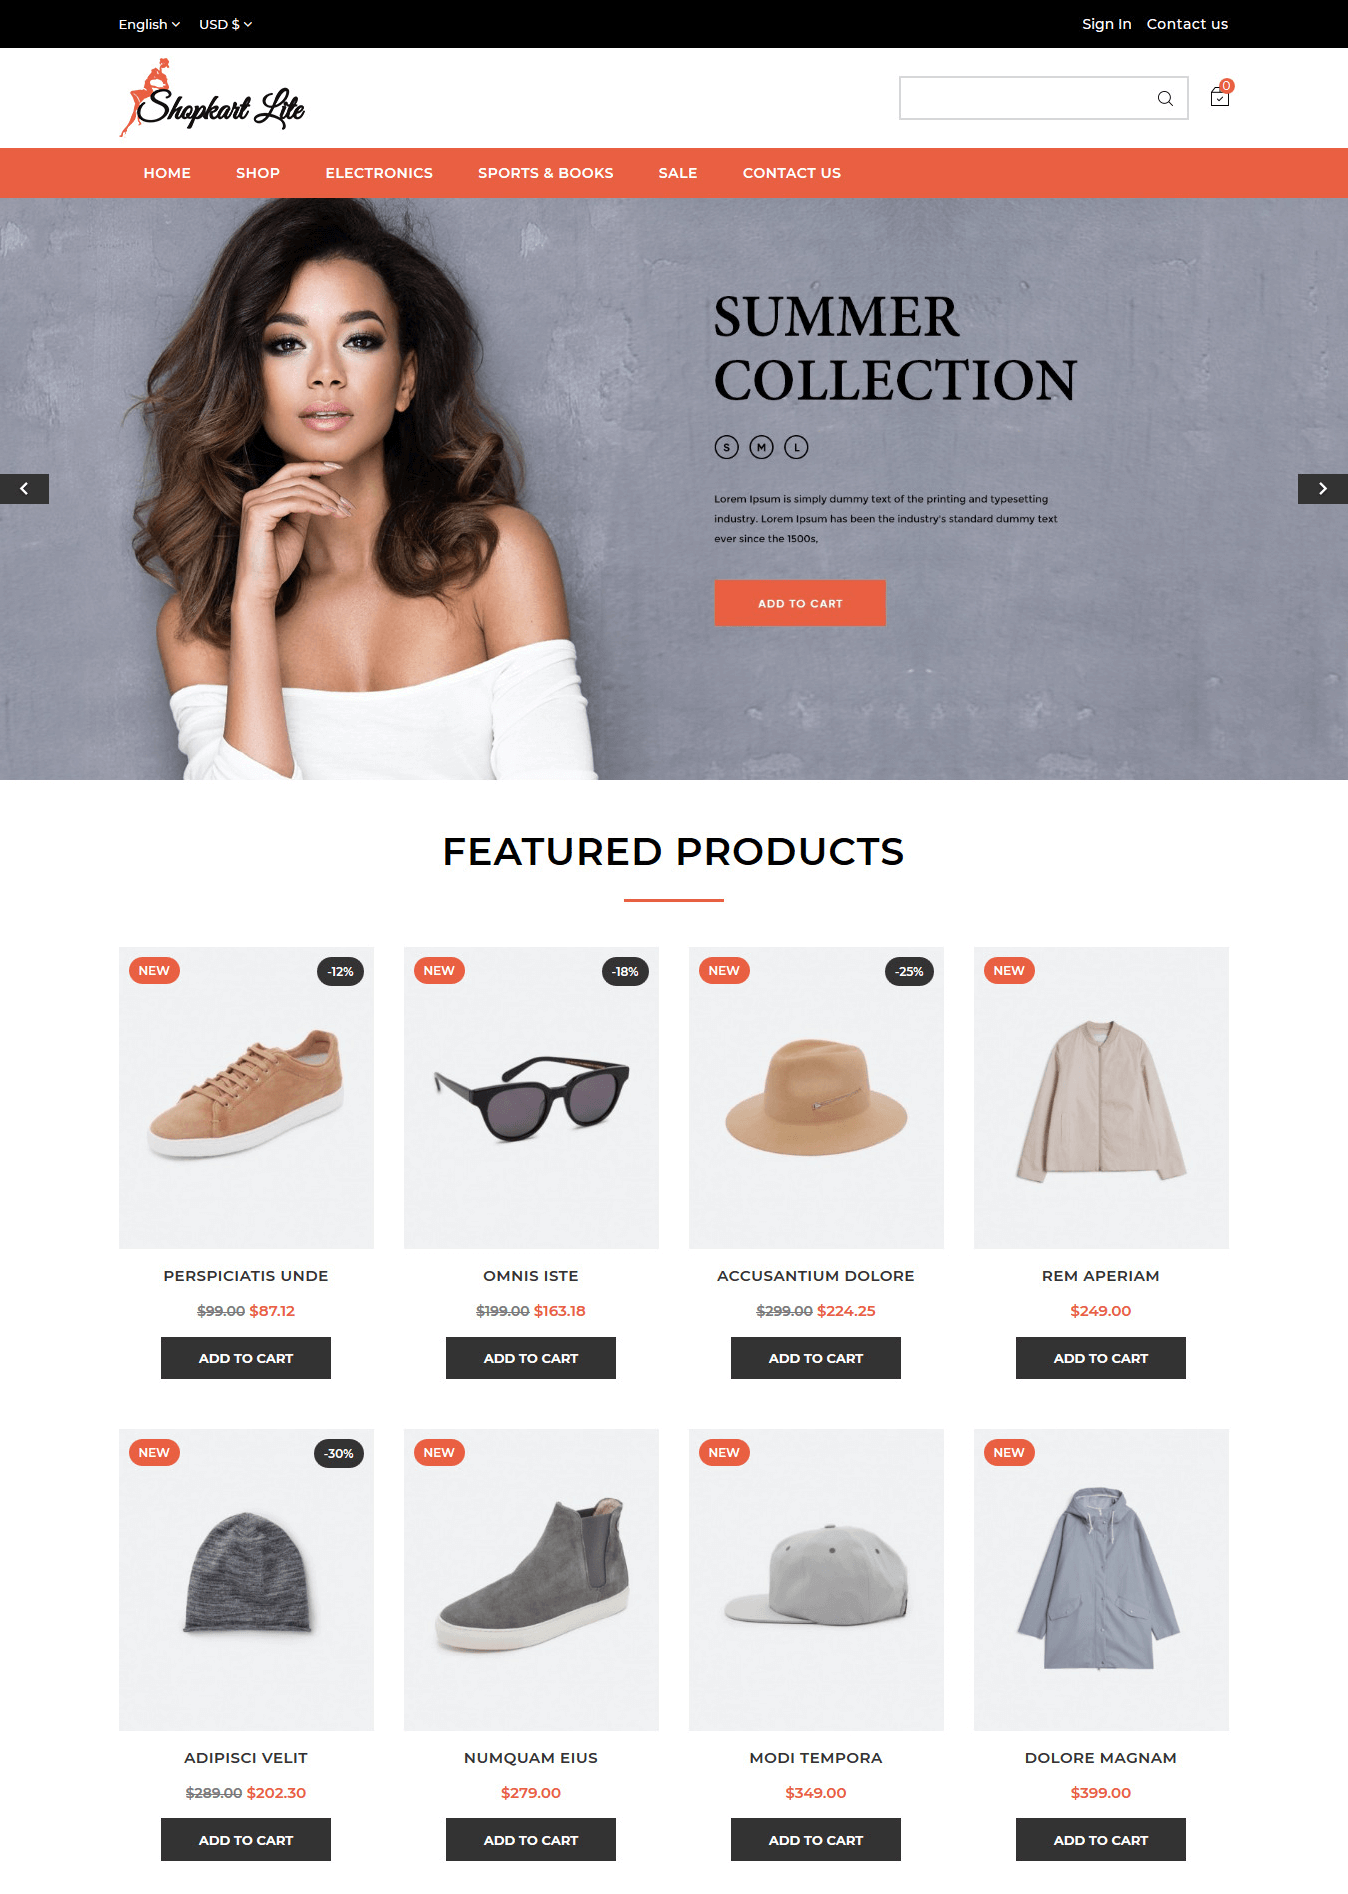 English USD $ Sign In Contact us
Shopkart Lite
0
HOME SHOP ELECTRONICS SPORTS & BOOKS SALE CONTACT US
SUMMER
COLLECTION
S M L
Lorem Ipsum is simply dummy text of the printing and typesetting
industry. Lorem Ipsum has been the industry's standard dummy text
ever since the 1500s,
ADD TO CART
FEATURED PRODUCTS
NEW -12% NEW -18% NEW -25% NEW
PERSPICIATIS UNDE OMNIS ISTE ACCUSANTIUM DOLORE REM APERIAM
$99.00 $87.12 $199.00 $163.18 $299.00 $224.25 $249.00
ADD TO CART ADD TO CART ADD TO CART ADD TO CART
NEW -30% NEW NEW NEW
ADIPISCI VELIT NUMQUAM EIUS MODI TEMPORA DOLORE MAGNAM
$289.00 $202.30 $279.00 $349.00 $399.00
ADD TO CART ADD TO CART ADD TO CART ADD TO CART